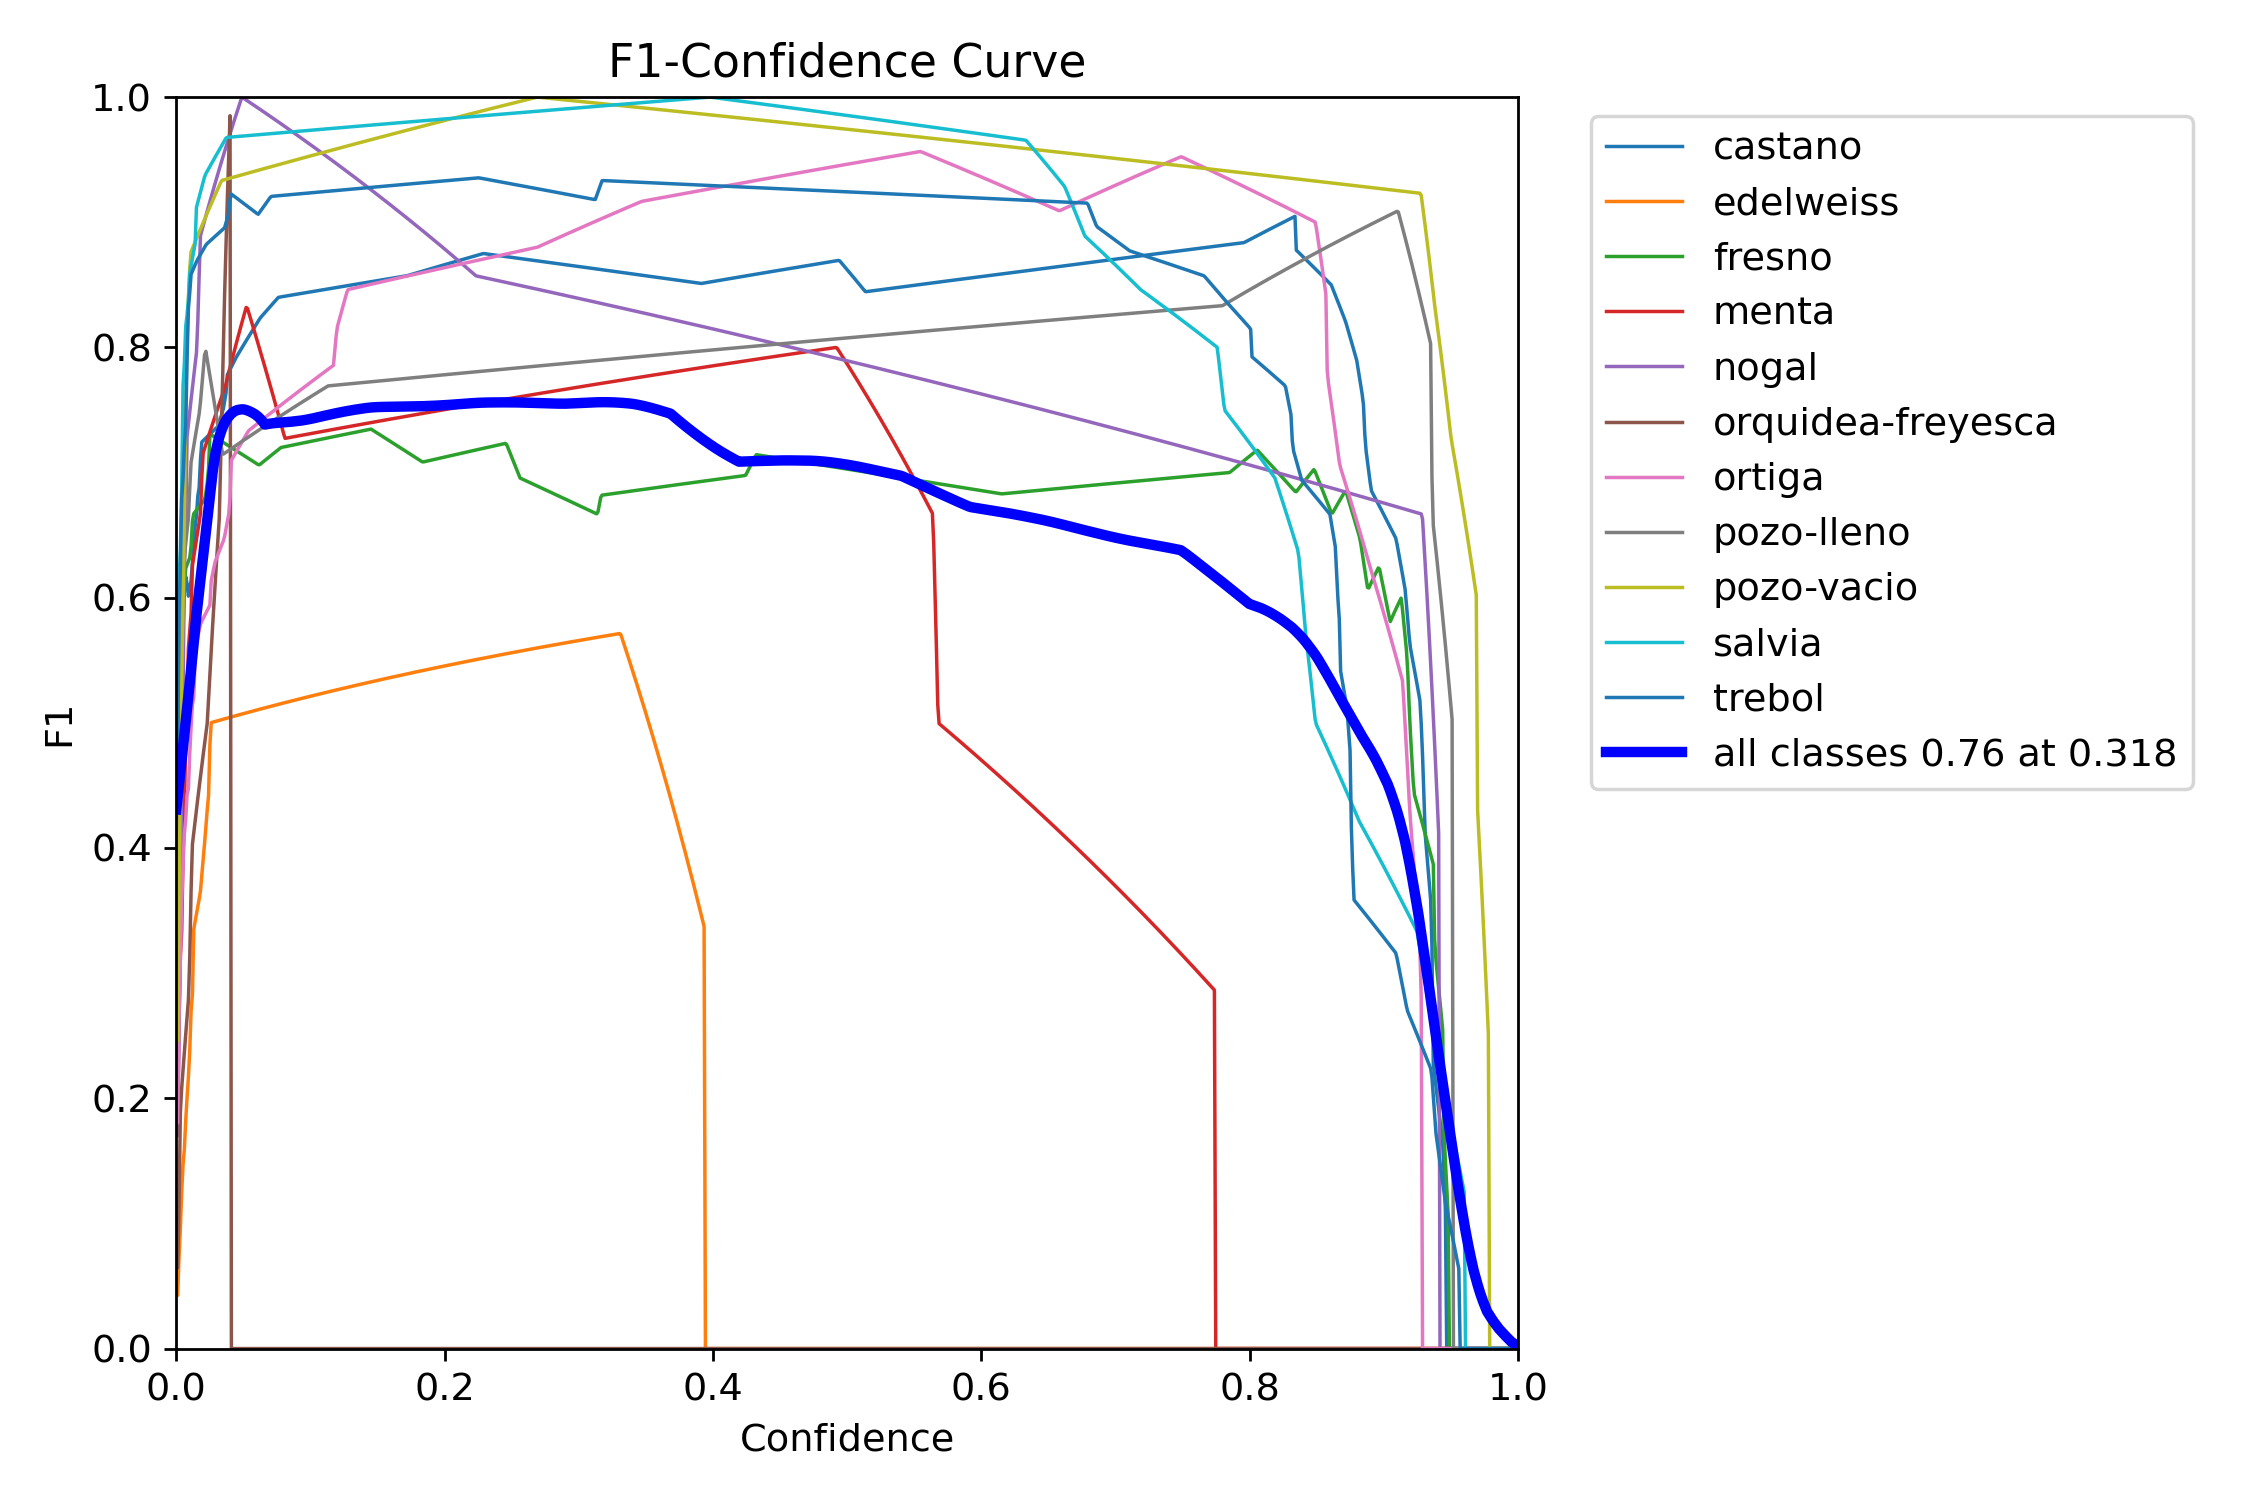 F1-Confidence Curve
1.0
0.8
0.6
0.4
0.2
0.0
F1
0.0 0.2 0.4 0.6 0.8 1.0
Confidence
castano
edelweiss
fresno
menta
nogal
orquidea-freyesca
ortiga
pozo-lleno
pozo-vacio
salvia
trebol
all classes 0.76 at 0.318